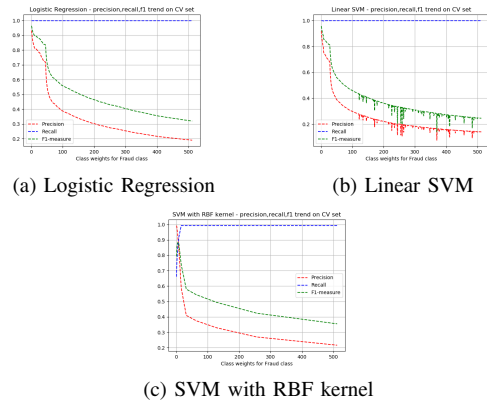 Logistic Regression - precision,recall,f1 trend on CV set
1.0
0.9
0.8
0.7
0.6
0.5
0.4
0.3
0.2
Precision
Recall
F1-measure
0 100 200 300 400 500
Class weights for Fraud class
(a) Logistic Regression
Linear SVM - precision,recall,f1 trend on CV set
1.0
0.8
0.6
0.4
0.2
Precision
Recall
F1-measure
0 100 200 300 400 500
Class weights for Fraud class
(b) Linear SVM
SVM with RBF kernel - precision,recall,f1 trend on CV set
1.0
0.9
0.8
0.7
0.6
0.5
0.4
0.3
0.2
Precision
Recall
F1-measure
0 100 200 300 400 500
Class weights for Fraud class
(c) SVM with RBF kernel